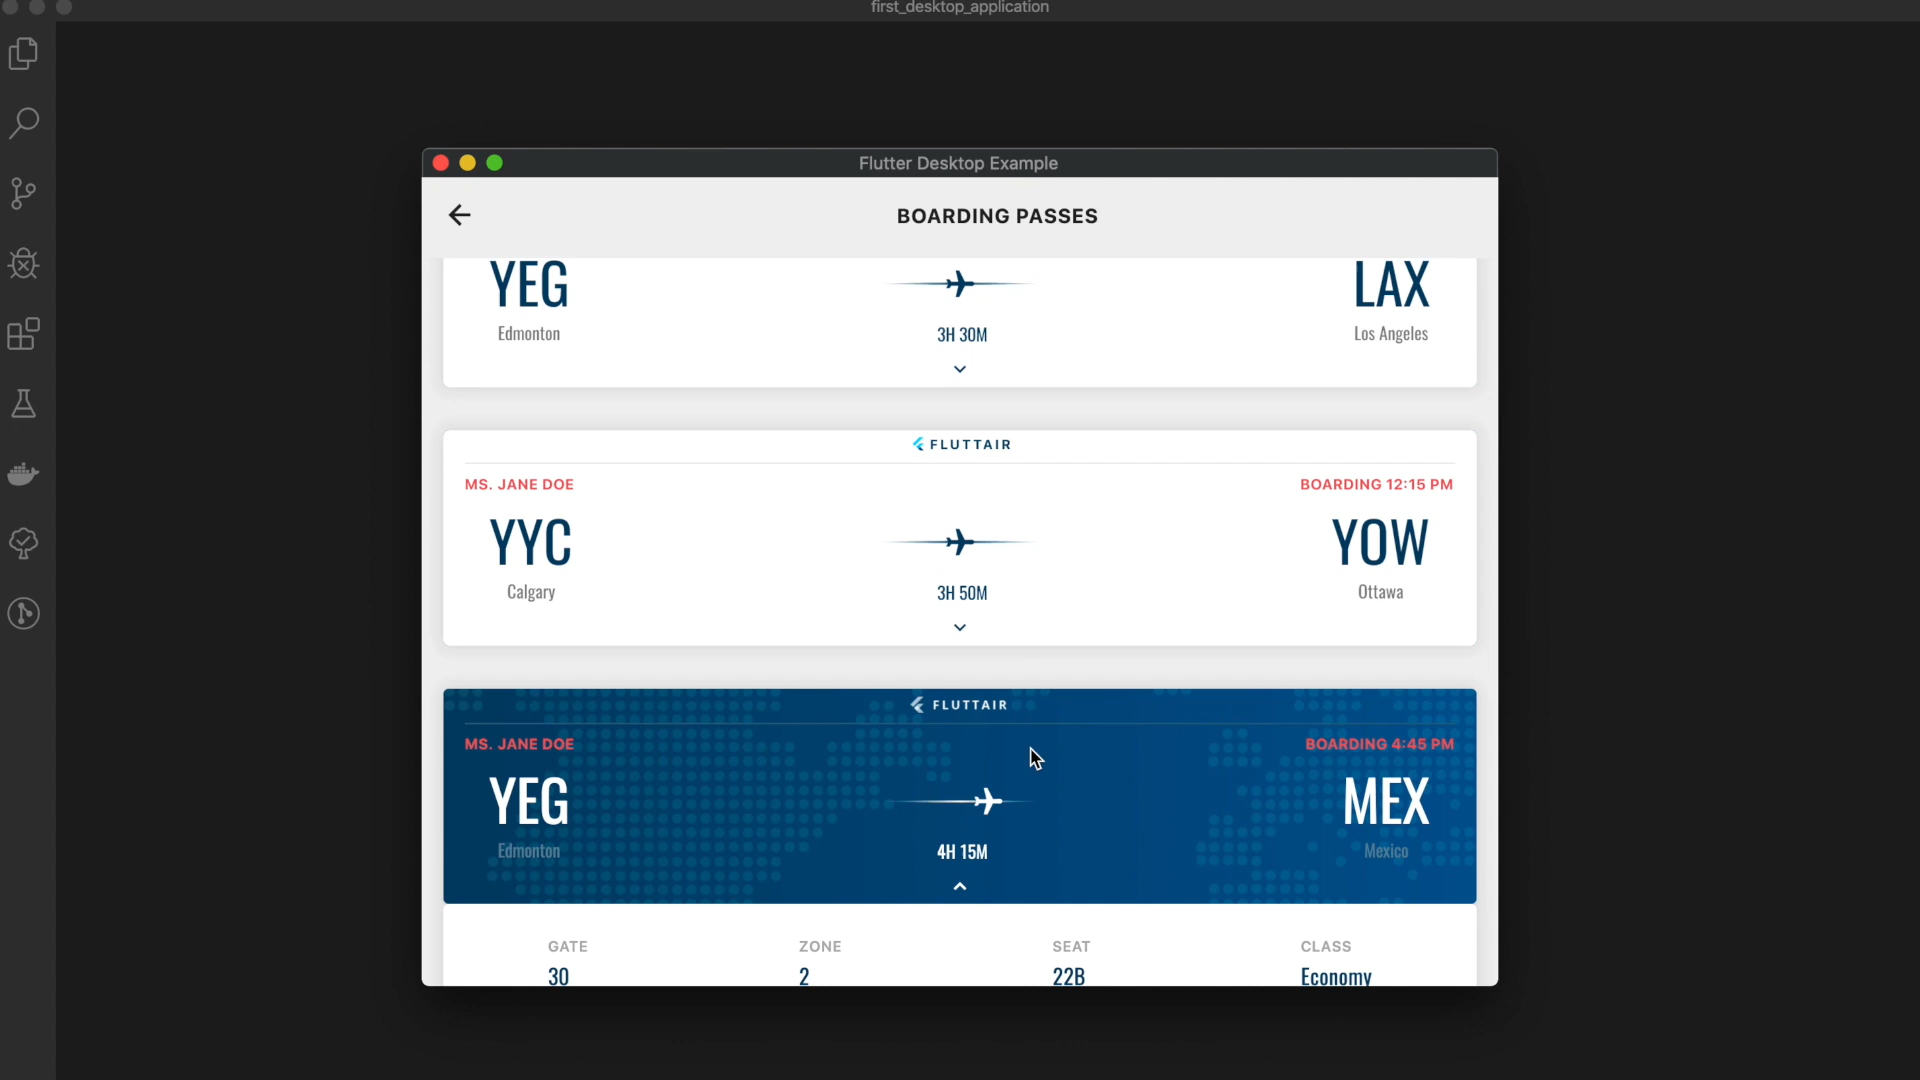 first_desktop_application
Flutter Desktop Example
BOARDING PASSES
YEG LAX
Edmonton 3H 30M Los Angeles
FLUTTAIR
MS. JANE DOE BOARDING 12:15 PM
YYC YOW
Calgary 3H 50M Ottawa
FLUTTAIR
MS. JANE DOE BOARDING 4:45 PM
YEG MEX
Edmonton 4H 15M Mexico
GATE ZONE SEAT CLASS
30 2 22B Economy